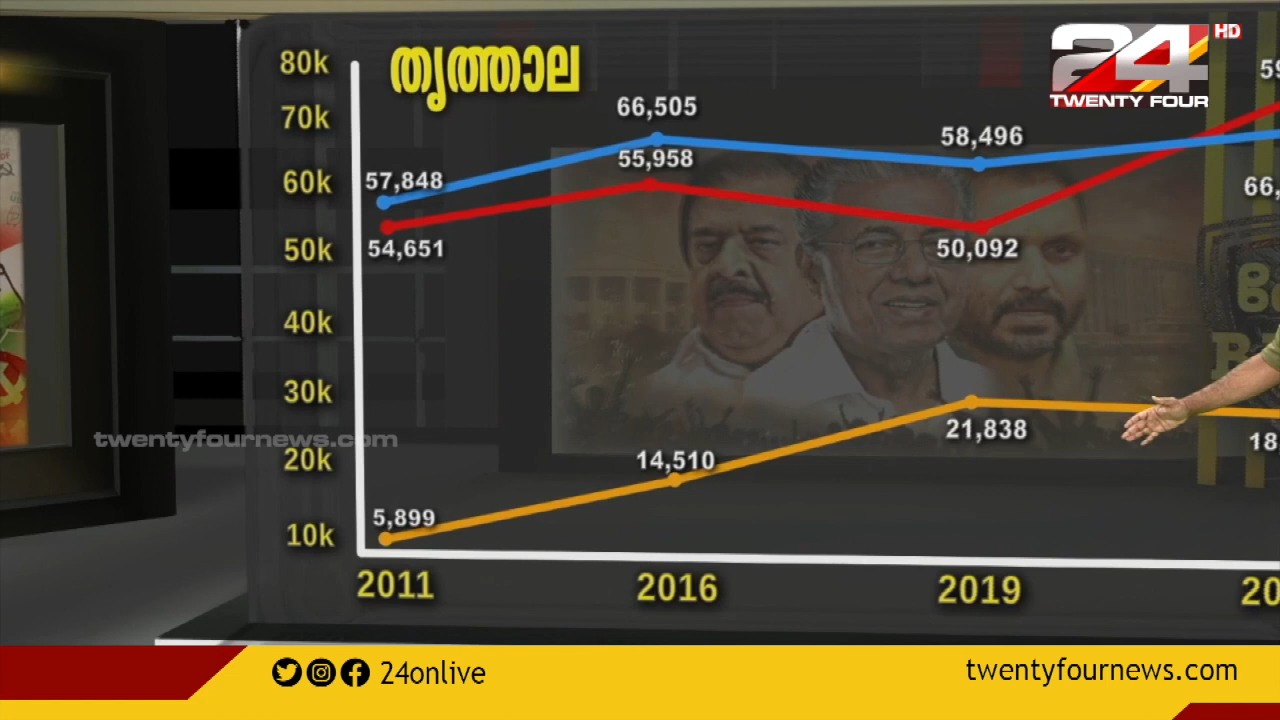 24 HD
TWENTY FOUR
തൃത്താല
80k
70k
60k
50k
40k
30k
20k
10k
66,505
58,496
57,848
55,958
54,651
50,092
66,
21,838
18,
14,510
5,899
2011
2016
2019
twentyfournews.com
24onlive
twentyfournews.com